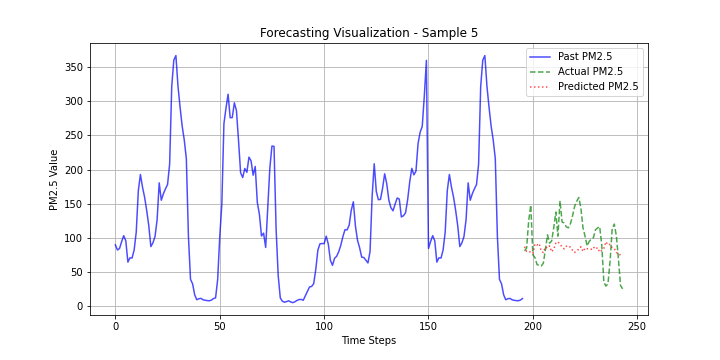 Forecasting Visualization - Sample 5
Past PM2.5
Actual PM2.5
Predicted PM2.5
PM2.5 Value
350
300
250
200
150
100
50
0
0 50 100 150 200 250
Time Steps